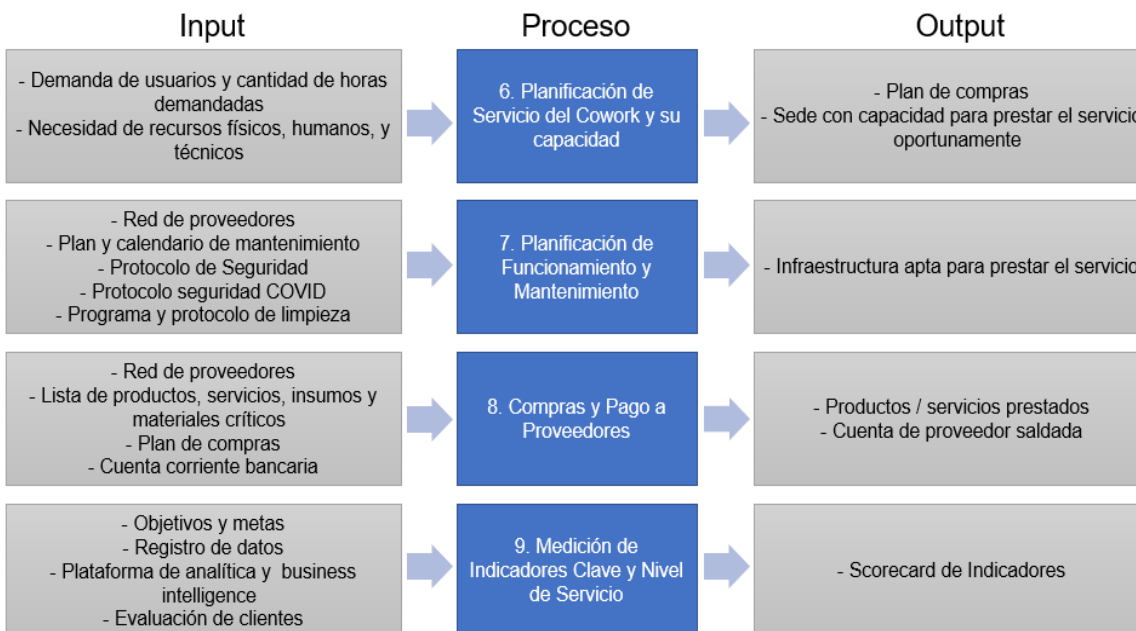 Input
Proceso
Output
- Demanda de usuarios y cantidad de horas
demandadas
- Necesidad de recursos físicos, humanos, y
técnicos
6. Planificación de
Servicio del Cowork y su
capacidad
- Plan de compras
- Sede con capacidad para prestar el servicio
oportunamente
- Red de proveedores
- Plan y calendario de mantenimiento
- Protocolo de Seguridad
- Protocolo seguridad COVID
- Programa y protocolo de limpieza
7. Planificación de
Funcionamiento y
Mantenimiento
- Infraestructura apta para prestar el servicio
- Red de proveedores
- Lista de productos, servicios, insumos y
materiales críticos
- Plan de compras
- Cuenta corriente bancaria
8. Compras y Pago a
Proveedores
- Productos / servicios prestados
- Cuenta de proveedor saldada
- Objetivos y metas
- Registro de datos
- Plataforma de analítica y business
intelligence
- Evaluación de clientes
9. Medición de
Indicadores Clave y Nivel
de Servicio
- Scorecard de Indicadores